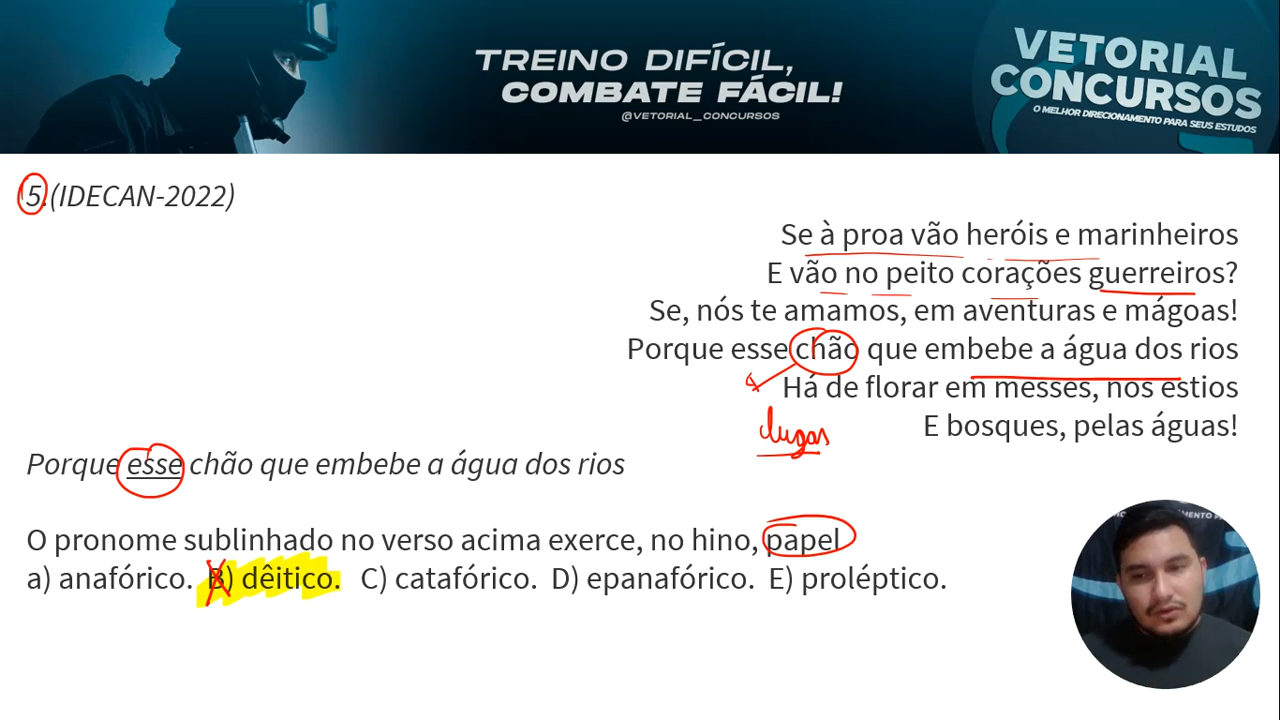 TREINO DIFÍCIL,
COMBATE FÁCIL!
@VETORIAL_CONCURSOS
VETORIAL
CONCURSOS
O MELHOR DIRECIONAMENTO PARA SEUS ESTUDOS
5.(IDECAN-2022)
Se à proa vão heróis e marinheiros
E vão no peito corações guerreiros?
Se, nós te amamos, em aventuras e mágoas!
Porque esse chão que embebe a água dos rios
Há de florar em messes, nos estios
E bosques, pelas águas!
Porque esse chão que embebe a água dos rios
O pronome sublinhado no verso acima exerce, no hino, papel
a) anafórico. B) dêitico. C) catafórico. D) epanafórico. E) proléptico.